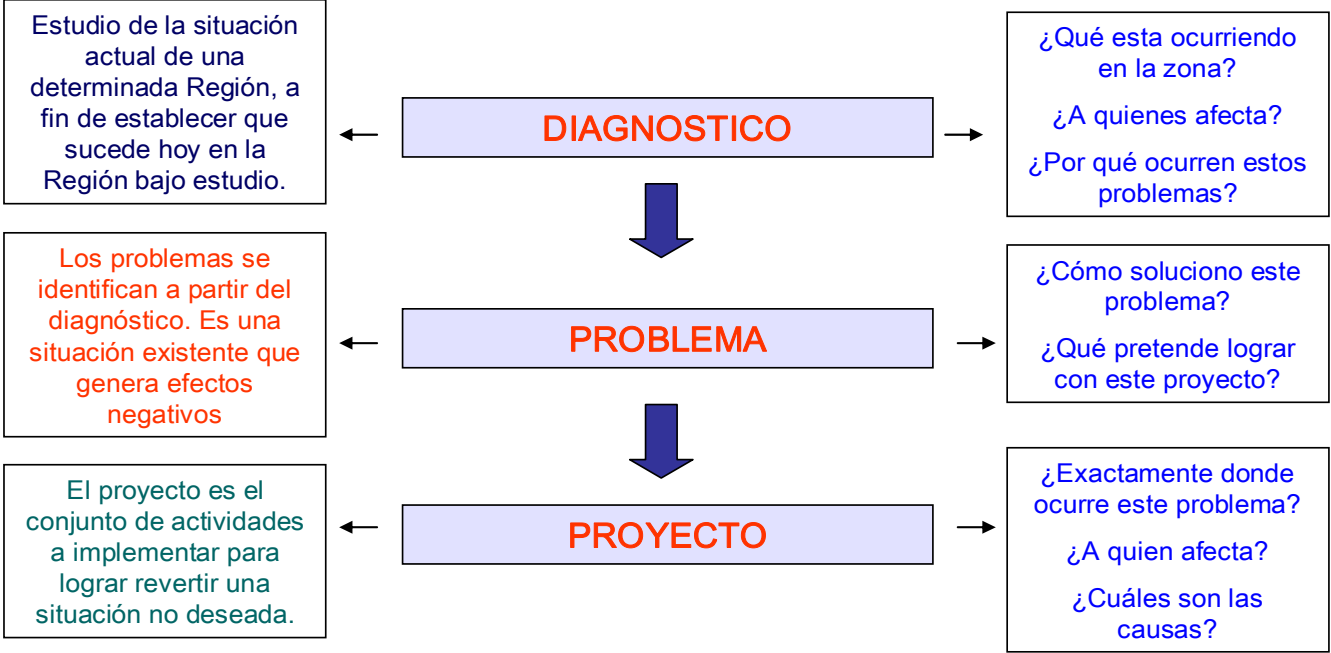 Estudio de la situación
actual de una
determinada Región, a
fin de establecer que
sucede hoy en la
Región bajo estudio.
DIAGNOSTICO
¿Qué esta ocurriendo
en la zona?
¿A quienes afecta?
¿Por qué ocurren estos
problemas?
Los problemas se
identifican a partir del
diagnóstico. Es una
situación existente que
genera efectos
negativos
PROBLEMA
¿Cómo soluciono este
problema?
¿Qué pretende lograr
con este proyecto?
El proyecto es el
conjunto de actividades
a implementar para
lograr revertir una
situación no deseada.
PROYECTO
¿Exactamente donde
ocurre este problema?
¿A quien afecta?
¿Cuáles son las
causas?